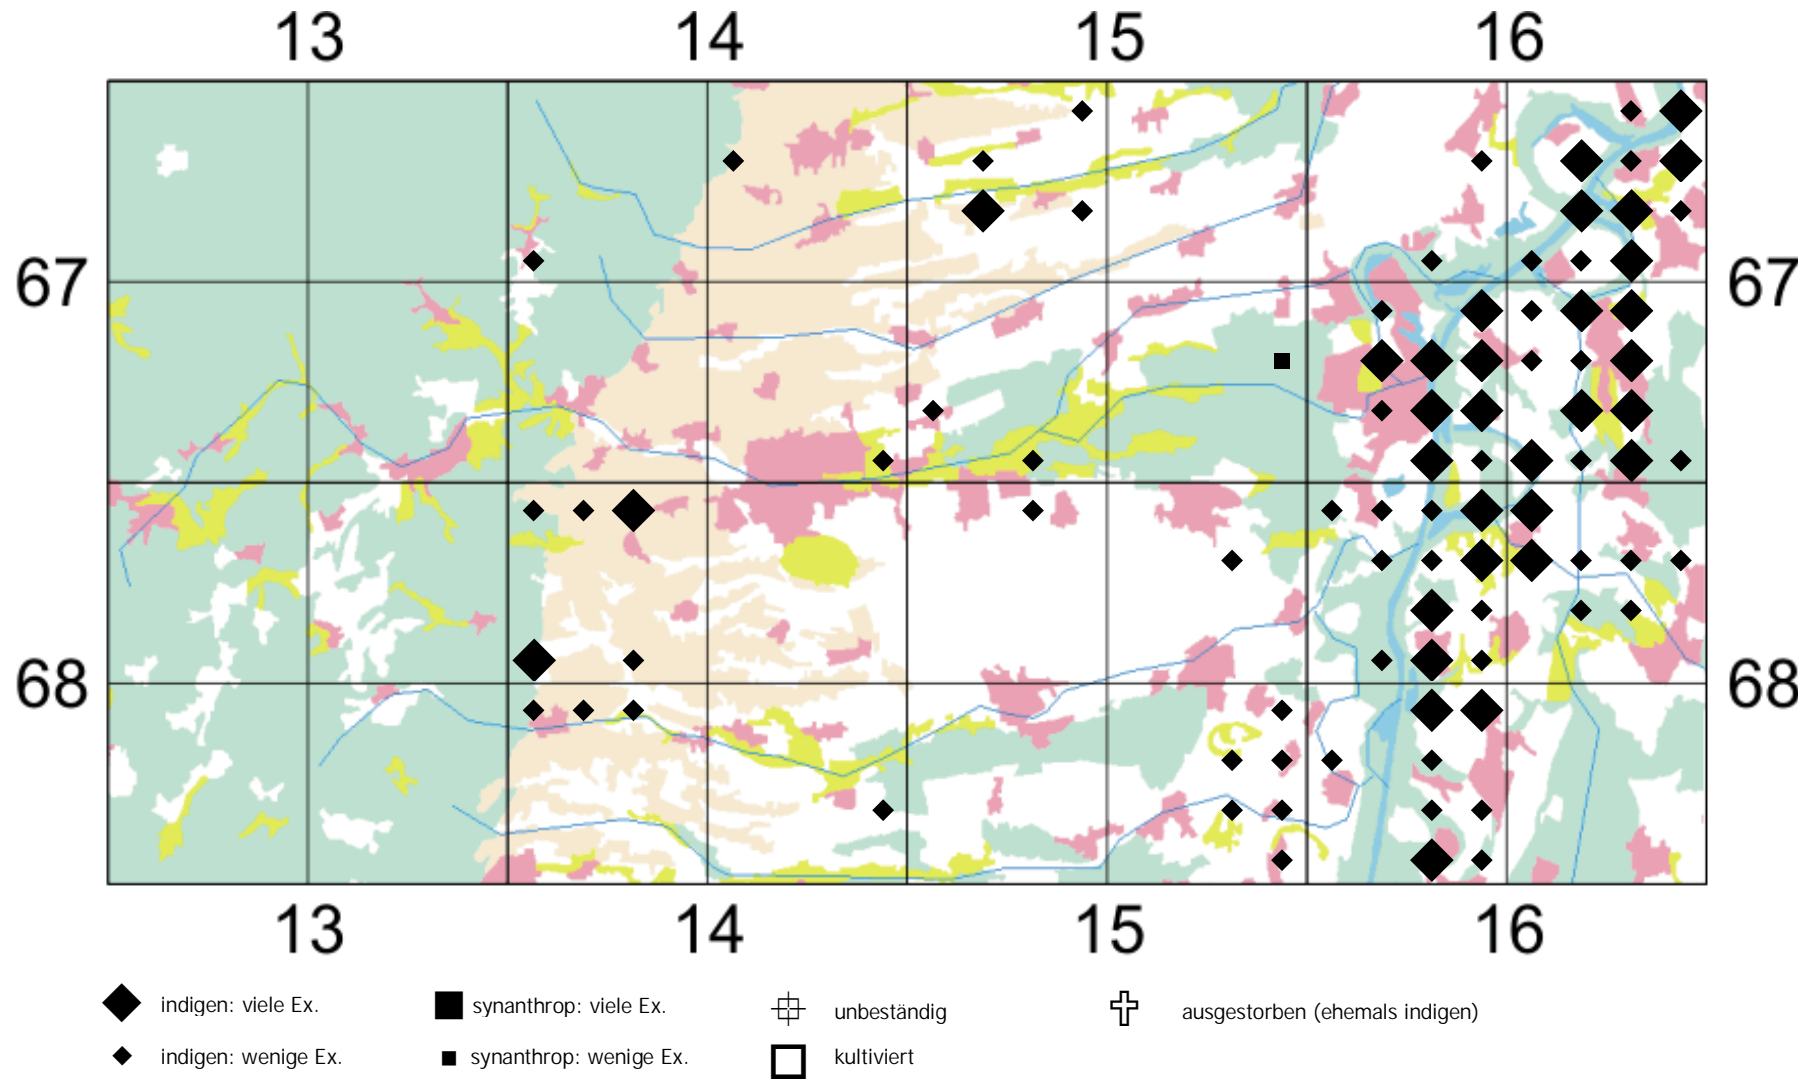 13 14 15 16
67 67
68 68
13 14 15 16
indigen: viele Ex. synanthrop: viele Ex. unbeständig ausgestorben (ehemals indigen)
indigen: wenige Ex. synanthrop: wenige Ex. kultiviert